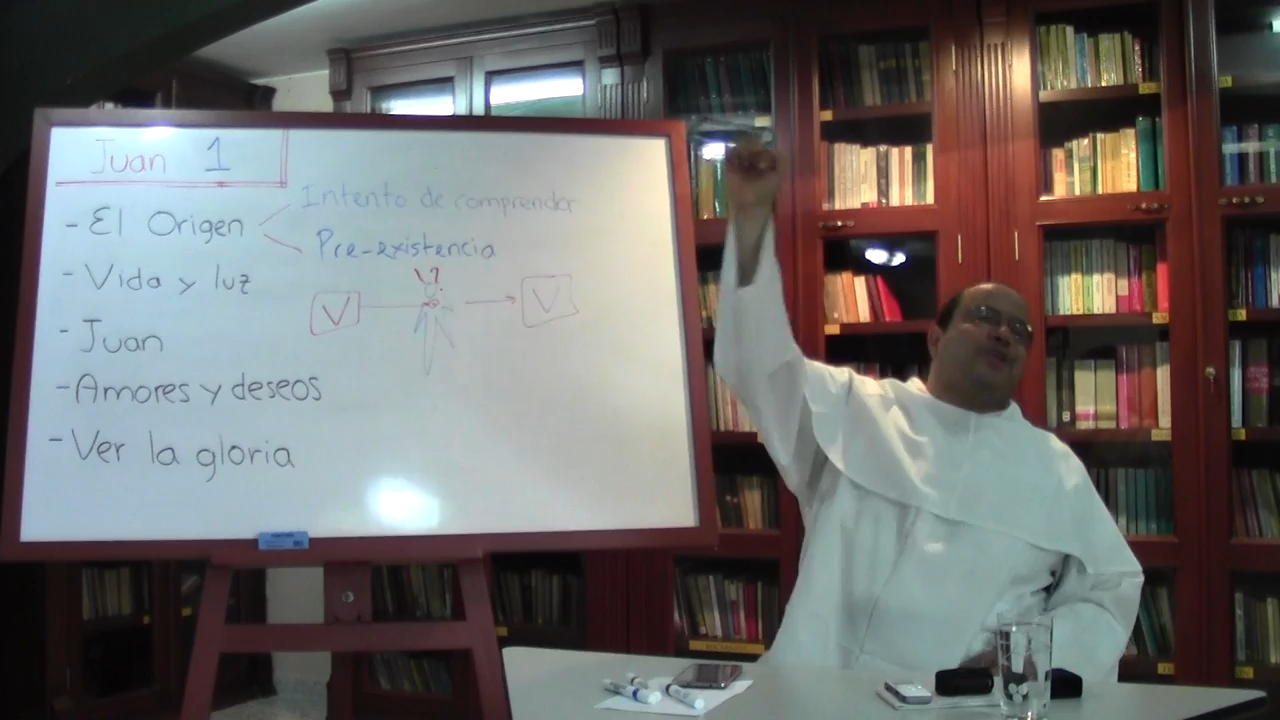 Juan 1
- El Origen
Intento de comprender
Pre-existencia
- Vida y luz
!?
V
V
- Juan
- Amores y deseos
- Ver la gloria